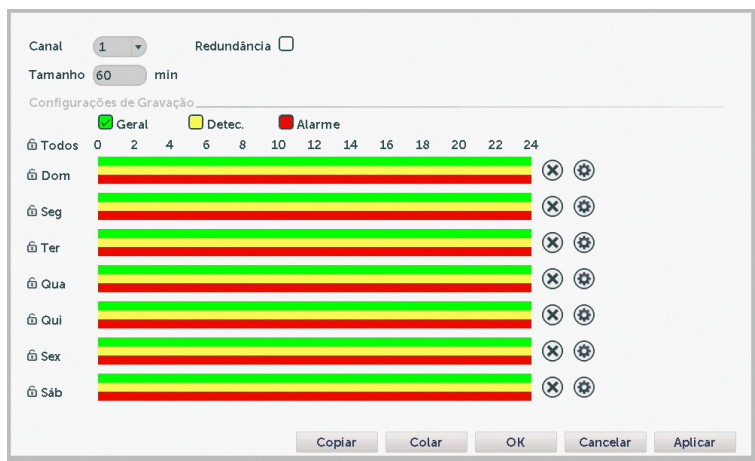 Canal 1 Redundância
Tamanho 60 min
Configurações de Gravação
Geral Detec. Alarme
Todos 0 2 4 6 8 10 12 14 16 18 20 22 24
Dom
Seg
Ter
Qua
Qui
Sex
Sáb
Copiar Colar OK Cancelar Aplicar